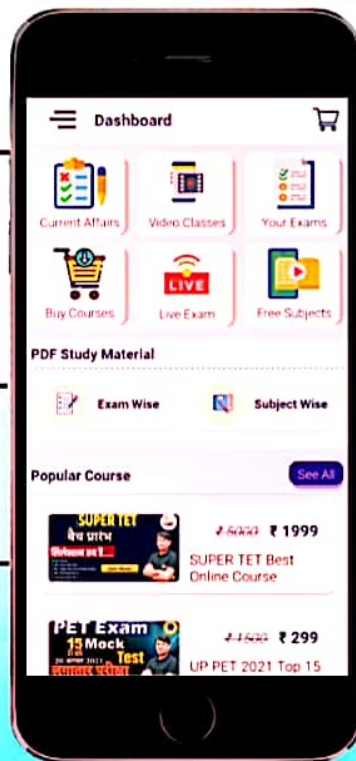 Dashboard
Current Affairs
Video Classes
Your Exams
Buy Courses
LIVE
Live Exam
Free Subjects
PDF Study Material
Exam Wise
Subject Wise
Popular Course
See All
SUPER TET
बैच प्रारंभ
₹ 5000 ₹ 1999
SUPER TET Best
Online Course
PET Exam
15 Mock
Test
₹ 1500 ₹ 299
UP PET 2021 Top 15